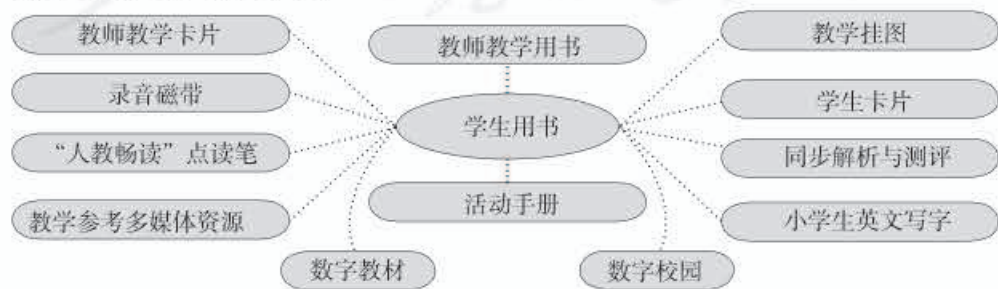 教师教学卡片
教师教学用书
教学挂图
录音磁带
学生用书
学生卡片
“人教畅读”点读笔
同步解析与测评
教学参考多媒体资源
活动手册
小学生英文写字
数字教材
数字校园